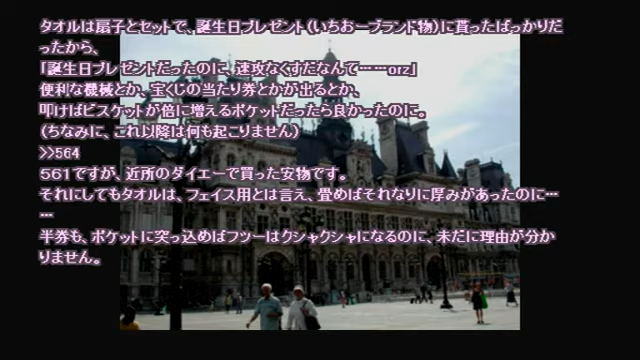 タオルは扇子とセットで、誕生日プレゼント（いちおーブランド物）に貰ったばっかりだ
ったから、
「誕生日プレゼントだったのに、速攻なくすだなんて……orz」
便利な機械とか、宝くじの当たり券とかが出るとか、
叩けばビスケットが倍に増えるポケットだったら良かったのに。
（ちなみに、これ以降は何も起こりません）
>>564
５６１ですが、近所のダイエーで買った安物です。
それにしてもタオルは、フェイス用とは言え、畳めばそれなりに厚みがあったのに…
…
半券も、ポケットに突っ込めばフツーはクシャクシャになるのに、未だに理由が分か
りません。